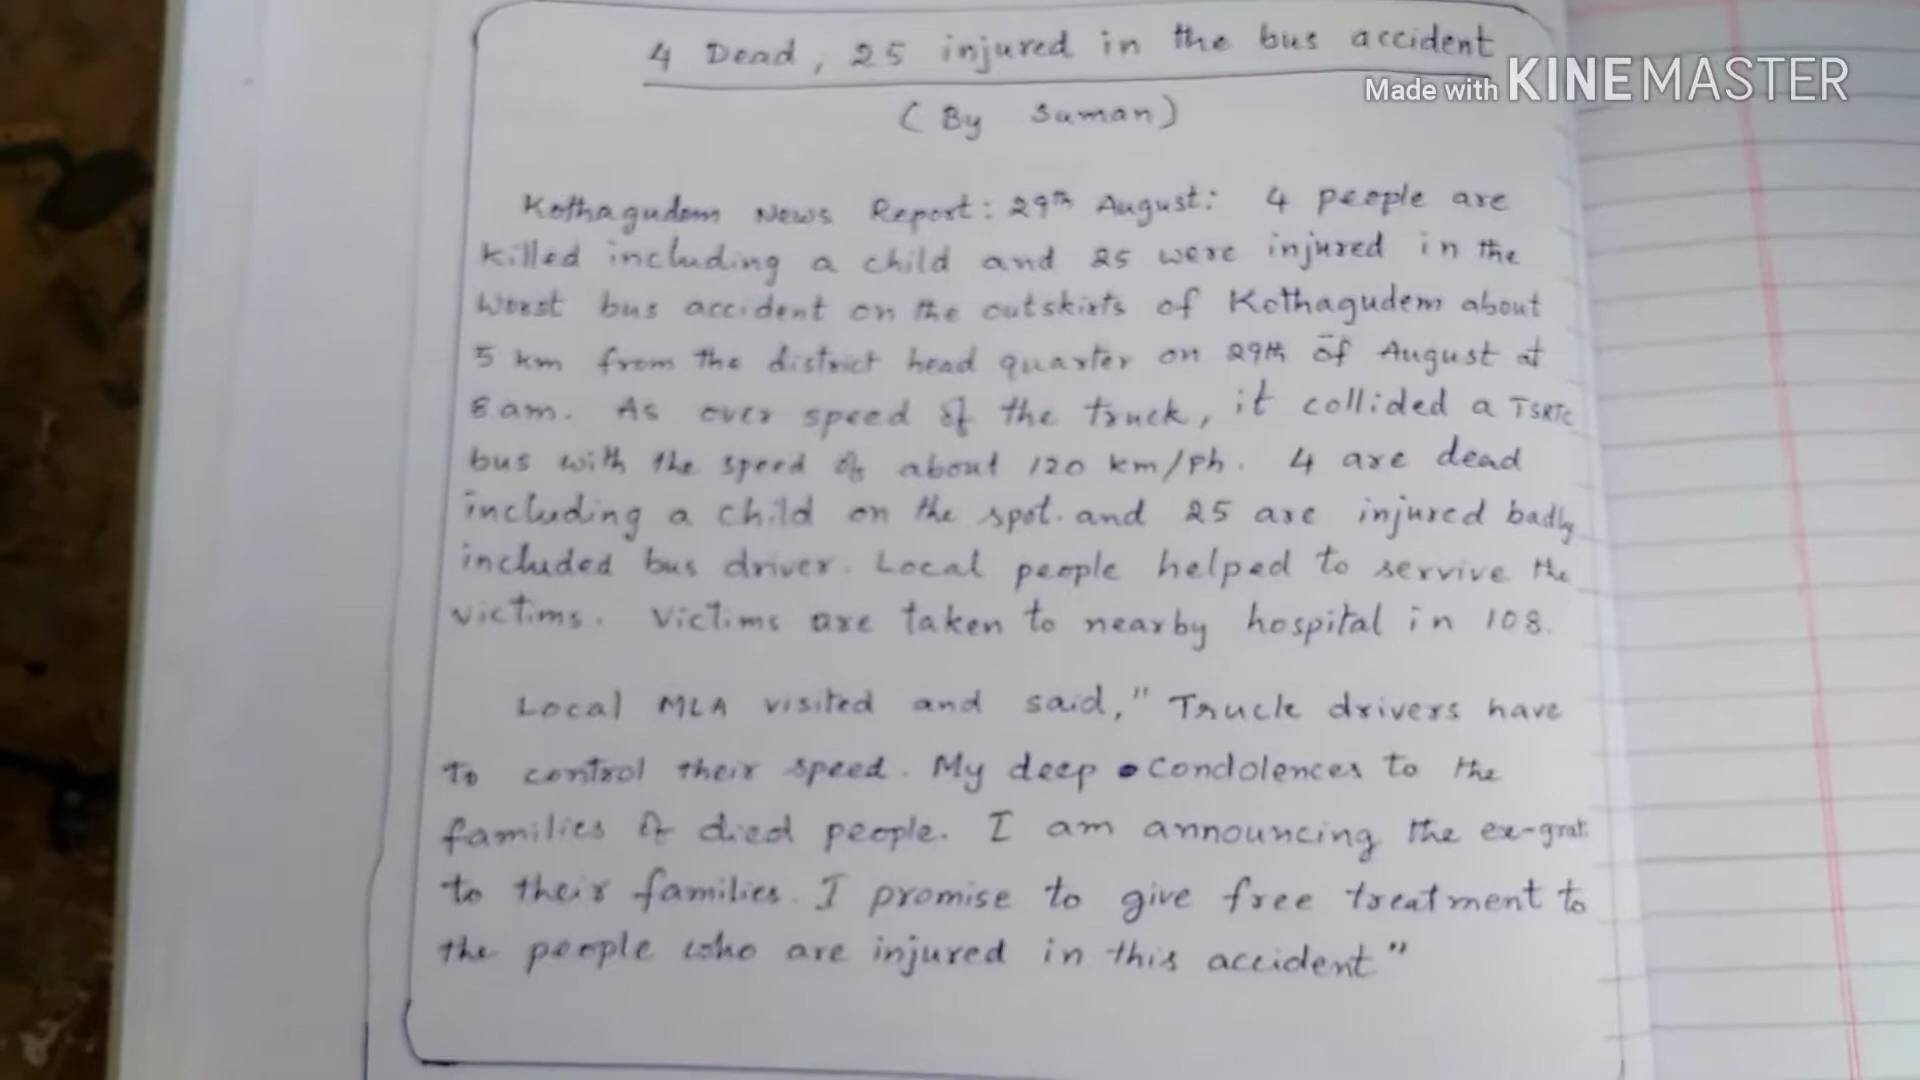 4 Dead, 25 injured in the bus accident
Made with KINEMASTER
(By Suman)
Kothagudem News Report: 29th August: 4 people are
killed including a child and 25 were injured in the
worst bus accident on the outskirts of Kothagudem about
5 km from the district head quarter on 29th of August at
8 am. As over speed of the truck, it collided a TSRTC
bus with the speed of about 120 km/ph. 4 are dead
including a child on the spot. and 25 are injured badly
included bus driver. Local people helped to servive the
victims. Victims are taken to nearby hospital in 108.
Local MLA visited and said, "Truck drivers have
to control their speed. My deep condolences to the
families of died people. I am announcing the ex-grati
to their families. I promise to give free treatment to
the people who are injured in this accident"